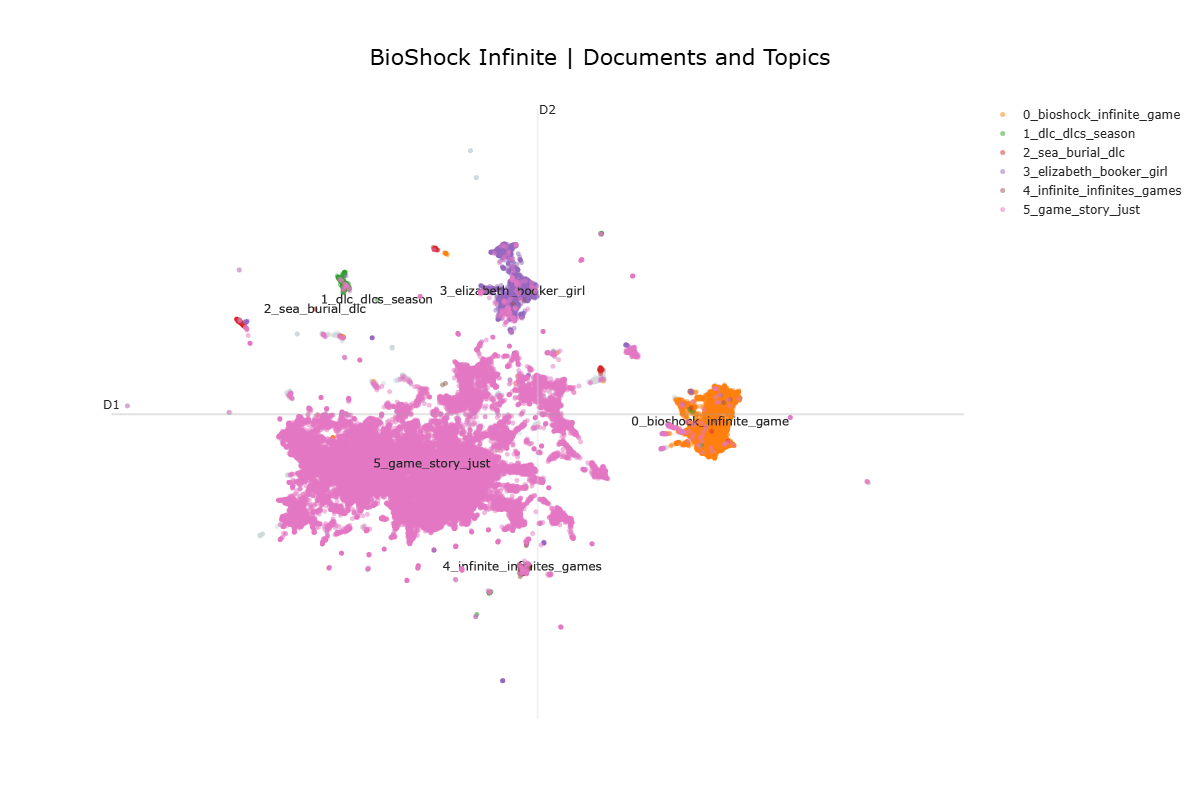 BioShock Infinite | Documents and Topics
D2
0_bioshock_infinite_game
1_dlc_dlcs_season
2_sea_burial_dlc
3_elizabeth_booker_girl
4_infinite_infinites_games
5_game_story_just
3_elizabeth_booker_girl
1_dlc_dlcs_season
2_sea_burial_dlc
D1
0_bioshock_infinite_game
5_game_story_just
4_infinite_infinites_games